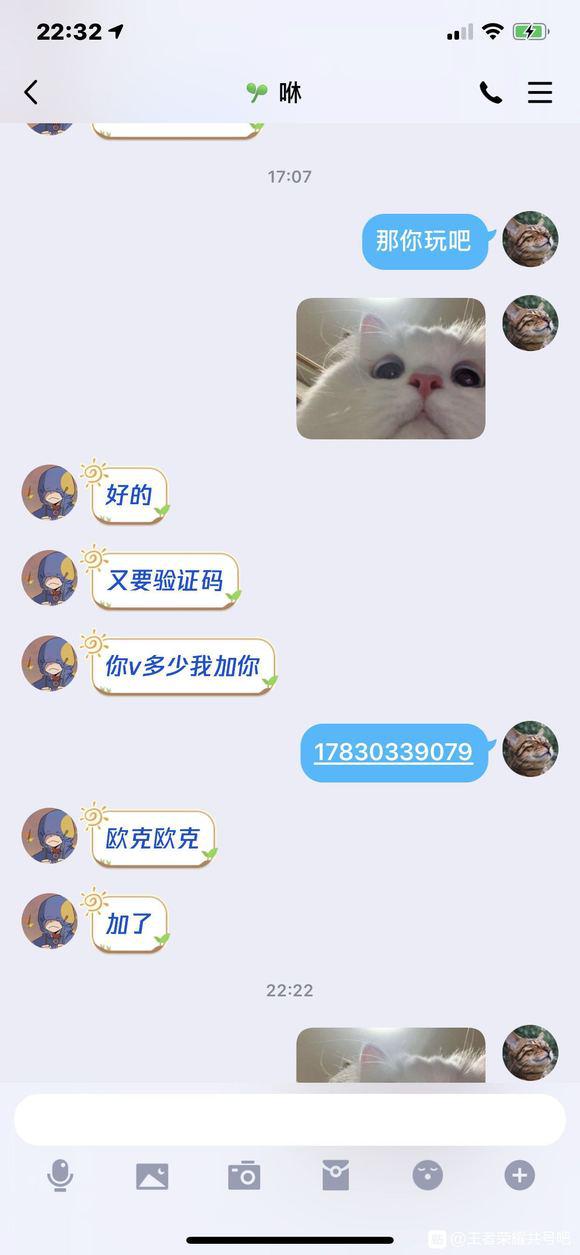 22:32
咻
17:07
那你玩吧
好的
又要验证码
你v多少我加你
17830339079
欧克欧克
加了
22:22
贴 @王者荣耀共号吧